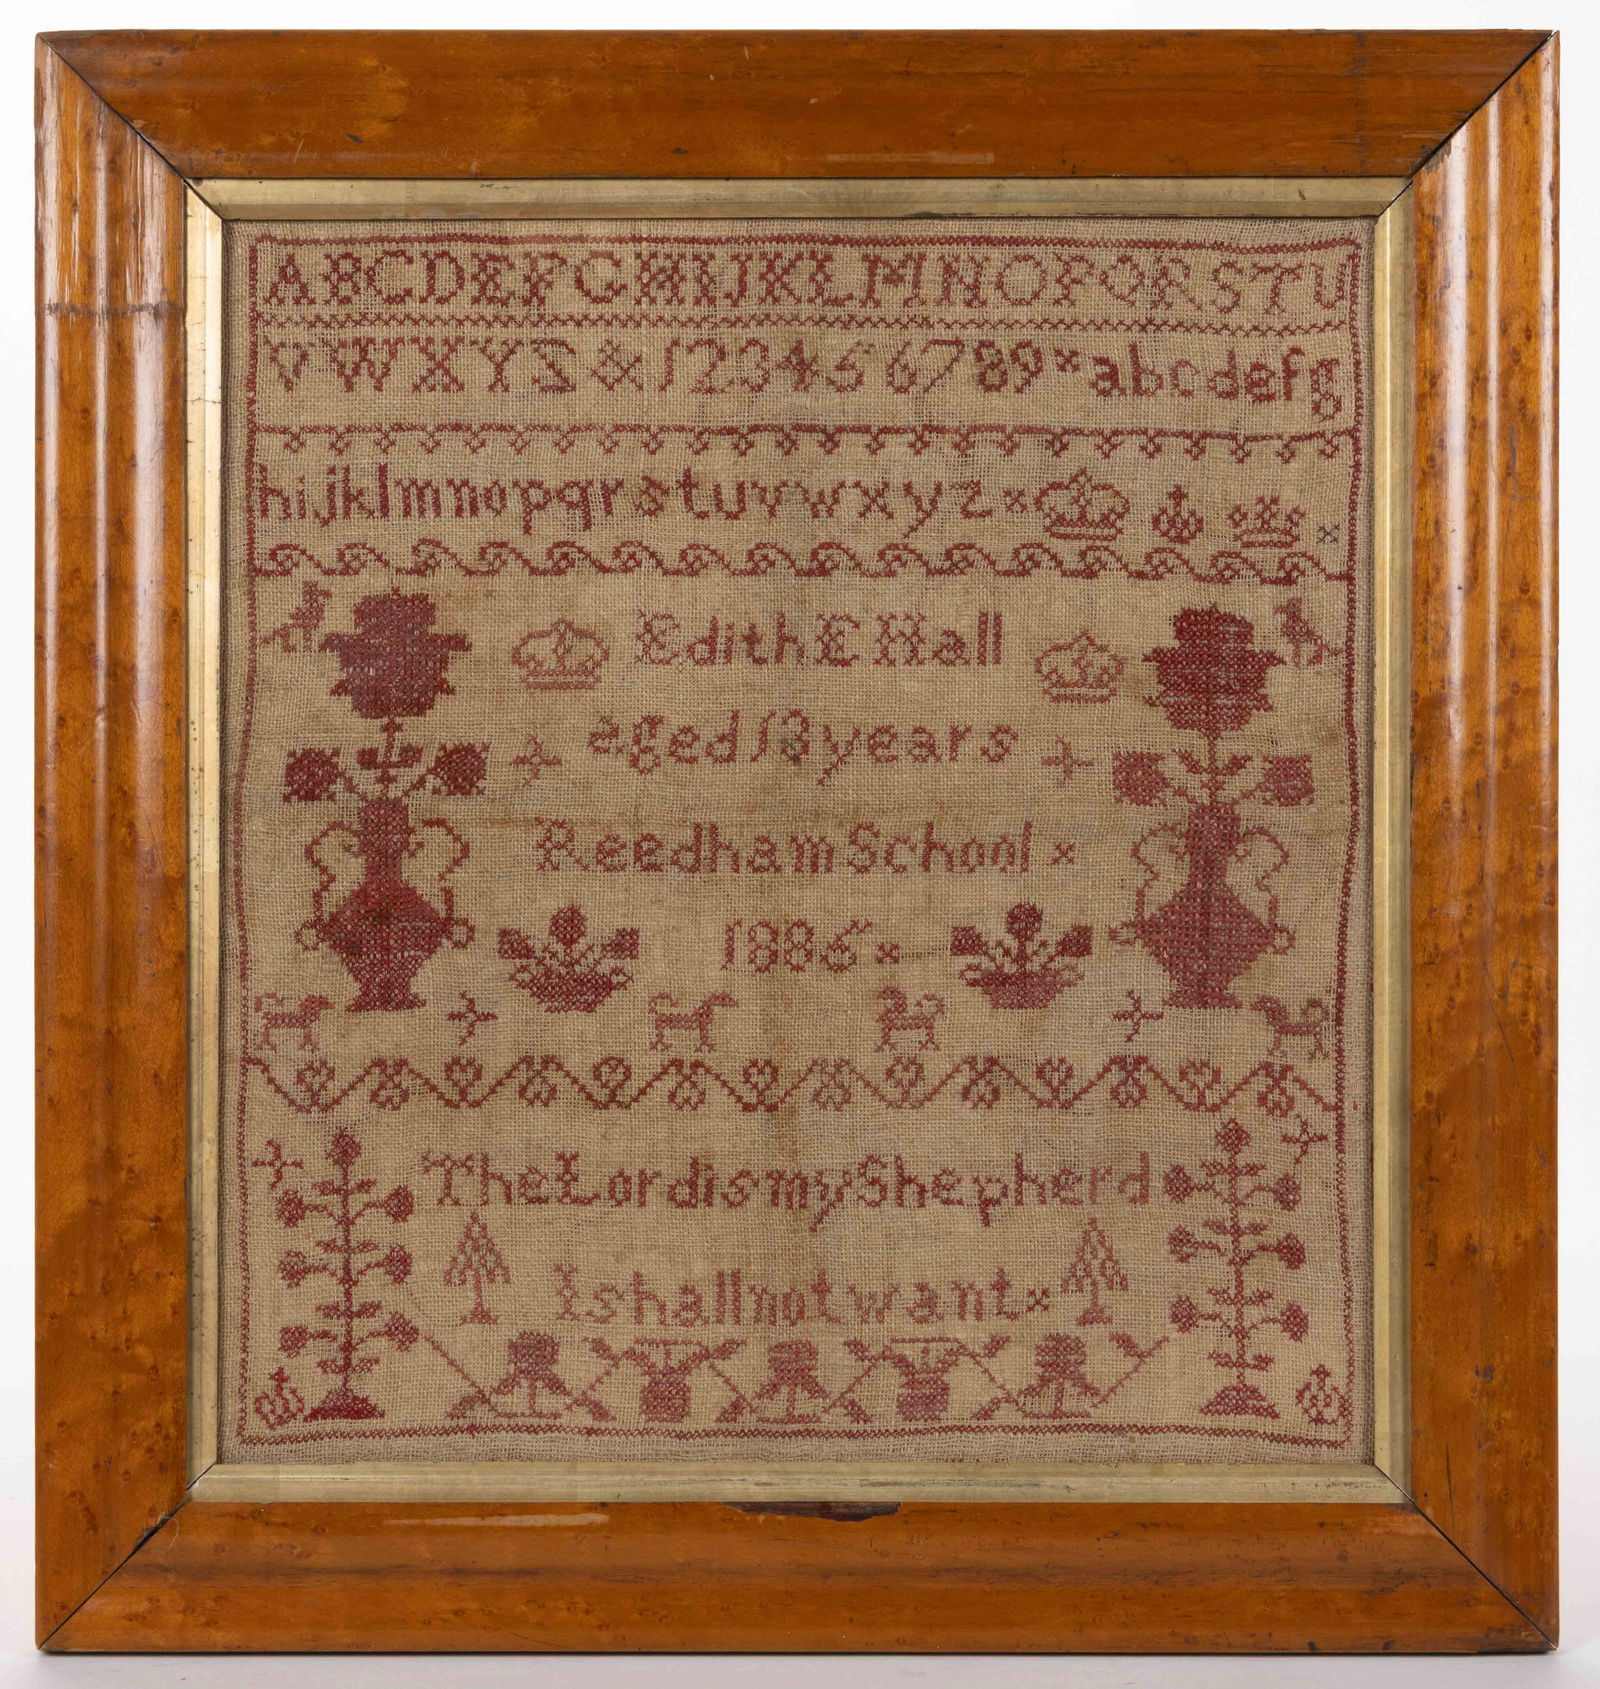 ABCDEFGHIJKLMNOPQRSTU
VWXYZ & 123456789 x abcdefg
hijklmnopqrstuvwxyz x x
Edith E Hall
aged 13 years
Reedham School x
1886 x
The Lord is my Shepherd
I shall not want x